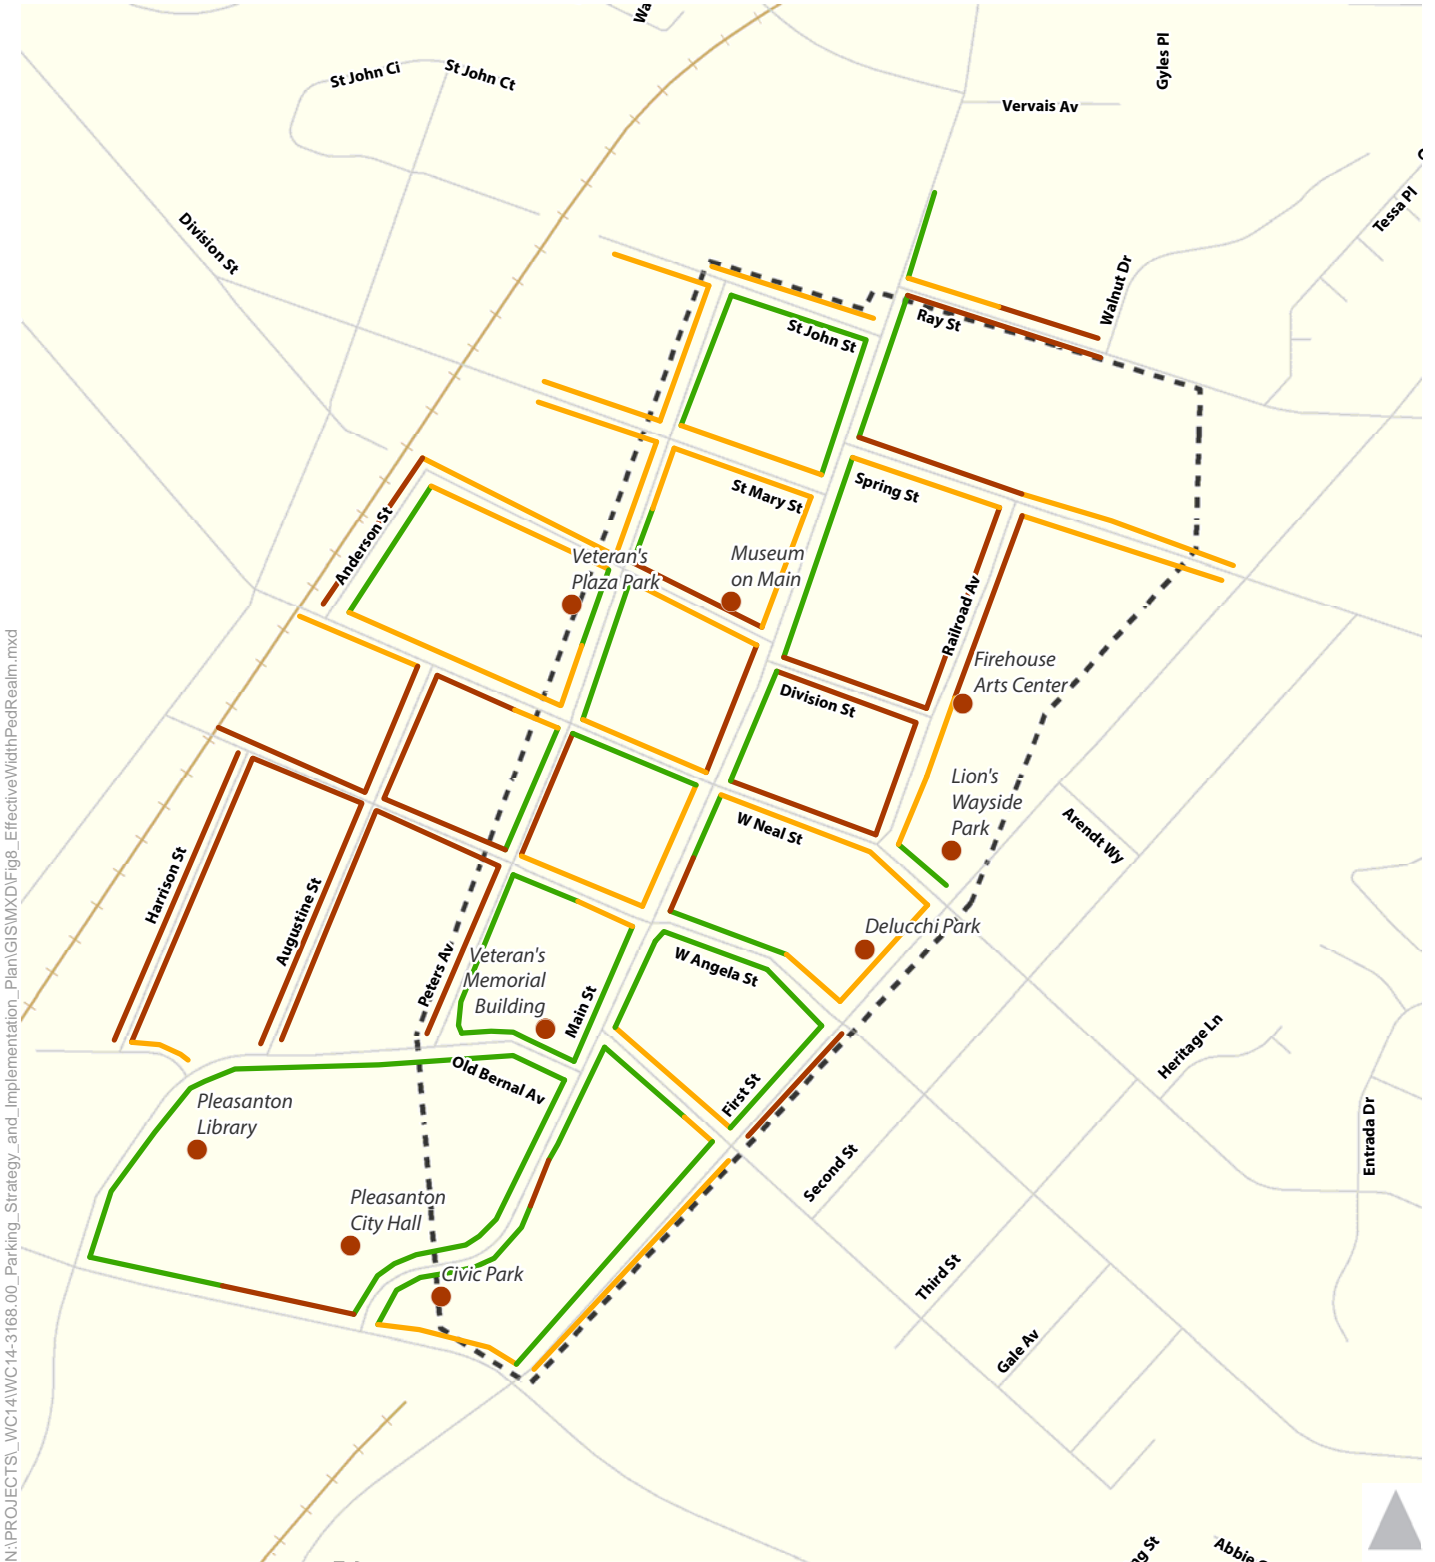 Wa
Gyles Pl
St John Ci
St John Ct
Vervais Av
Tessa Pl
Division St
Walnut Dr
Ray St
St John St
Spring St
St Mary St
Anderson St
Veteran's
Plaza Park
Museum
on Main
Railroad Av
Firehouse
Arts Center
Division St
Lion's
Wayside
Park
W Neal St
Arendt Wy
Harrison St
Augustine St
Delucchi Park
Peters Av
Veteran's
Memorial
Building
W Angela St
Main St
Heritage Ln
Old Bernal Av
First St
Pleasanton
Library
Entrada Dr
Second St
Pleasanton
City Hall
Civic Park
Third St
Gale Av
ng St
Abbie
N:\PROJECTS\_WC14\WC14-3168.00_Parking_Strategy_and_Implementation_Plan\GIS\MXD\Fig8_EffectiveWidthPedRealm.mxd